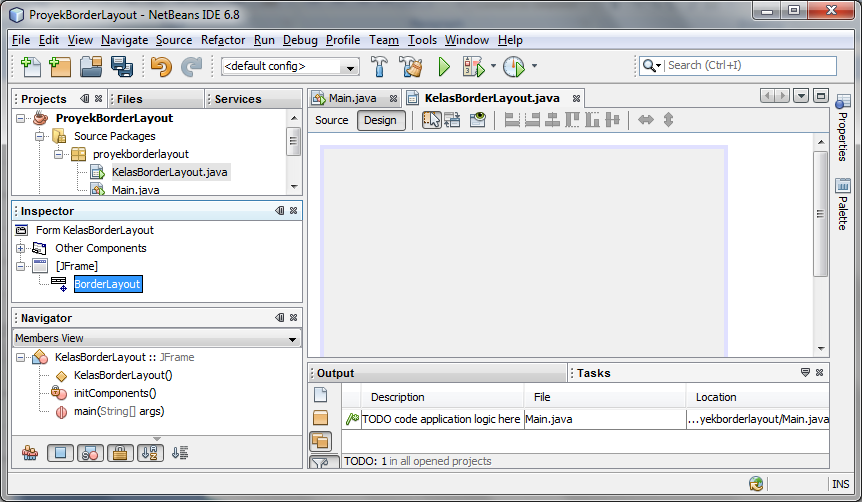 ProyekBorderLayout - NetBeans IDE 6.8
File Edit View Navigate Source Refactor Run Debug Profile Team Tools Window Help
<default config>
Search (Ctrl+I)
Projects Files Services
ProyekBorderLayout
Source Packages
proyekborderlayout
KelasBorderLayout.java
Main.java
Inspector
Form KelasBorderLayout
Other Components
[JFrame]
BorderLayout
Navigator
Members View
KelasBorderLayout :: JFrame
KelasBorderLayout()
initComponents()
main(String[] args)
Main.java KelasBorderLayout.java
Source Design
Properties
Palette
Output Tasks
Description File Location
TODO code application logic here Main.java ...yekborderlayout/Main.java
TODO: 1 in all opened projects
INS